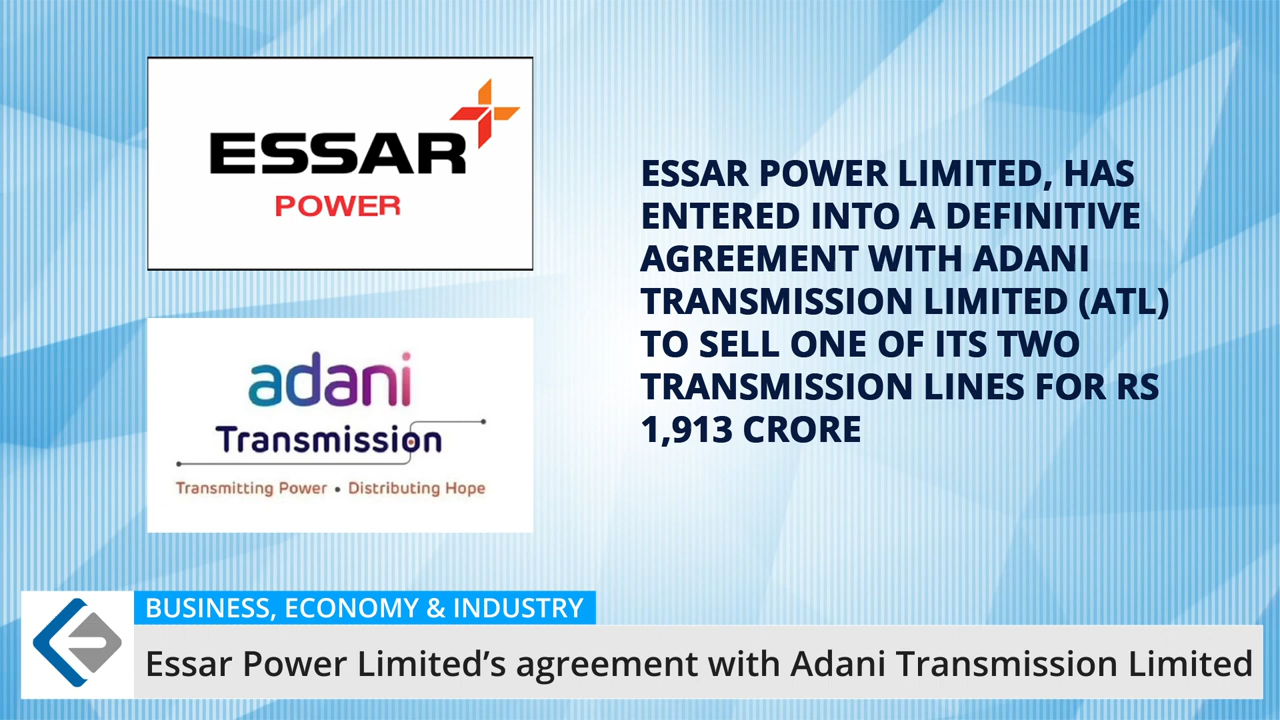 ESSAR
POWER
adani
Transmission
Transmitting Power • Distributing Hope
ESSAR POWER LIMITED, HAS
ENTERED INTO A DEFINITIVE
AGREEMENT WITH ADANI
TRANSMISSION LIMITED (ATL)
TO SELL ONE OF ITS TWO
TRANSMISSION LINES FOR RS
1,913 CRORE
BUSINESS, ECONOMY & INDUSTRY
Essar Power Limited’s agreement with Adani Transmission Limited